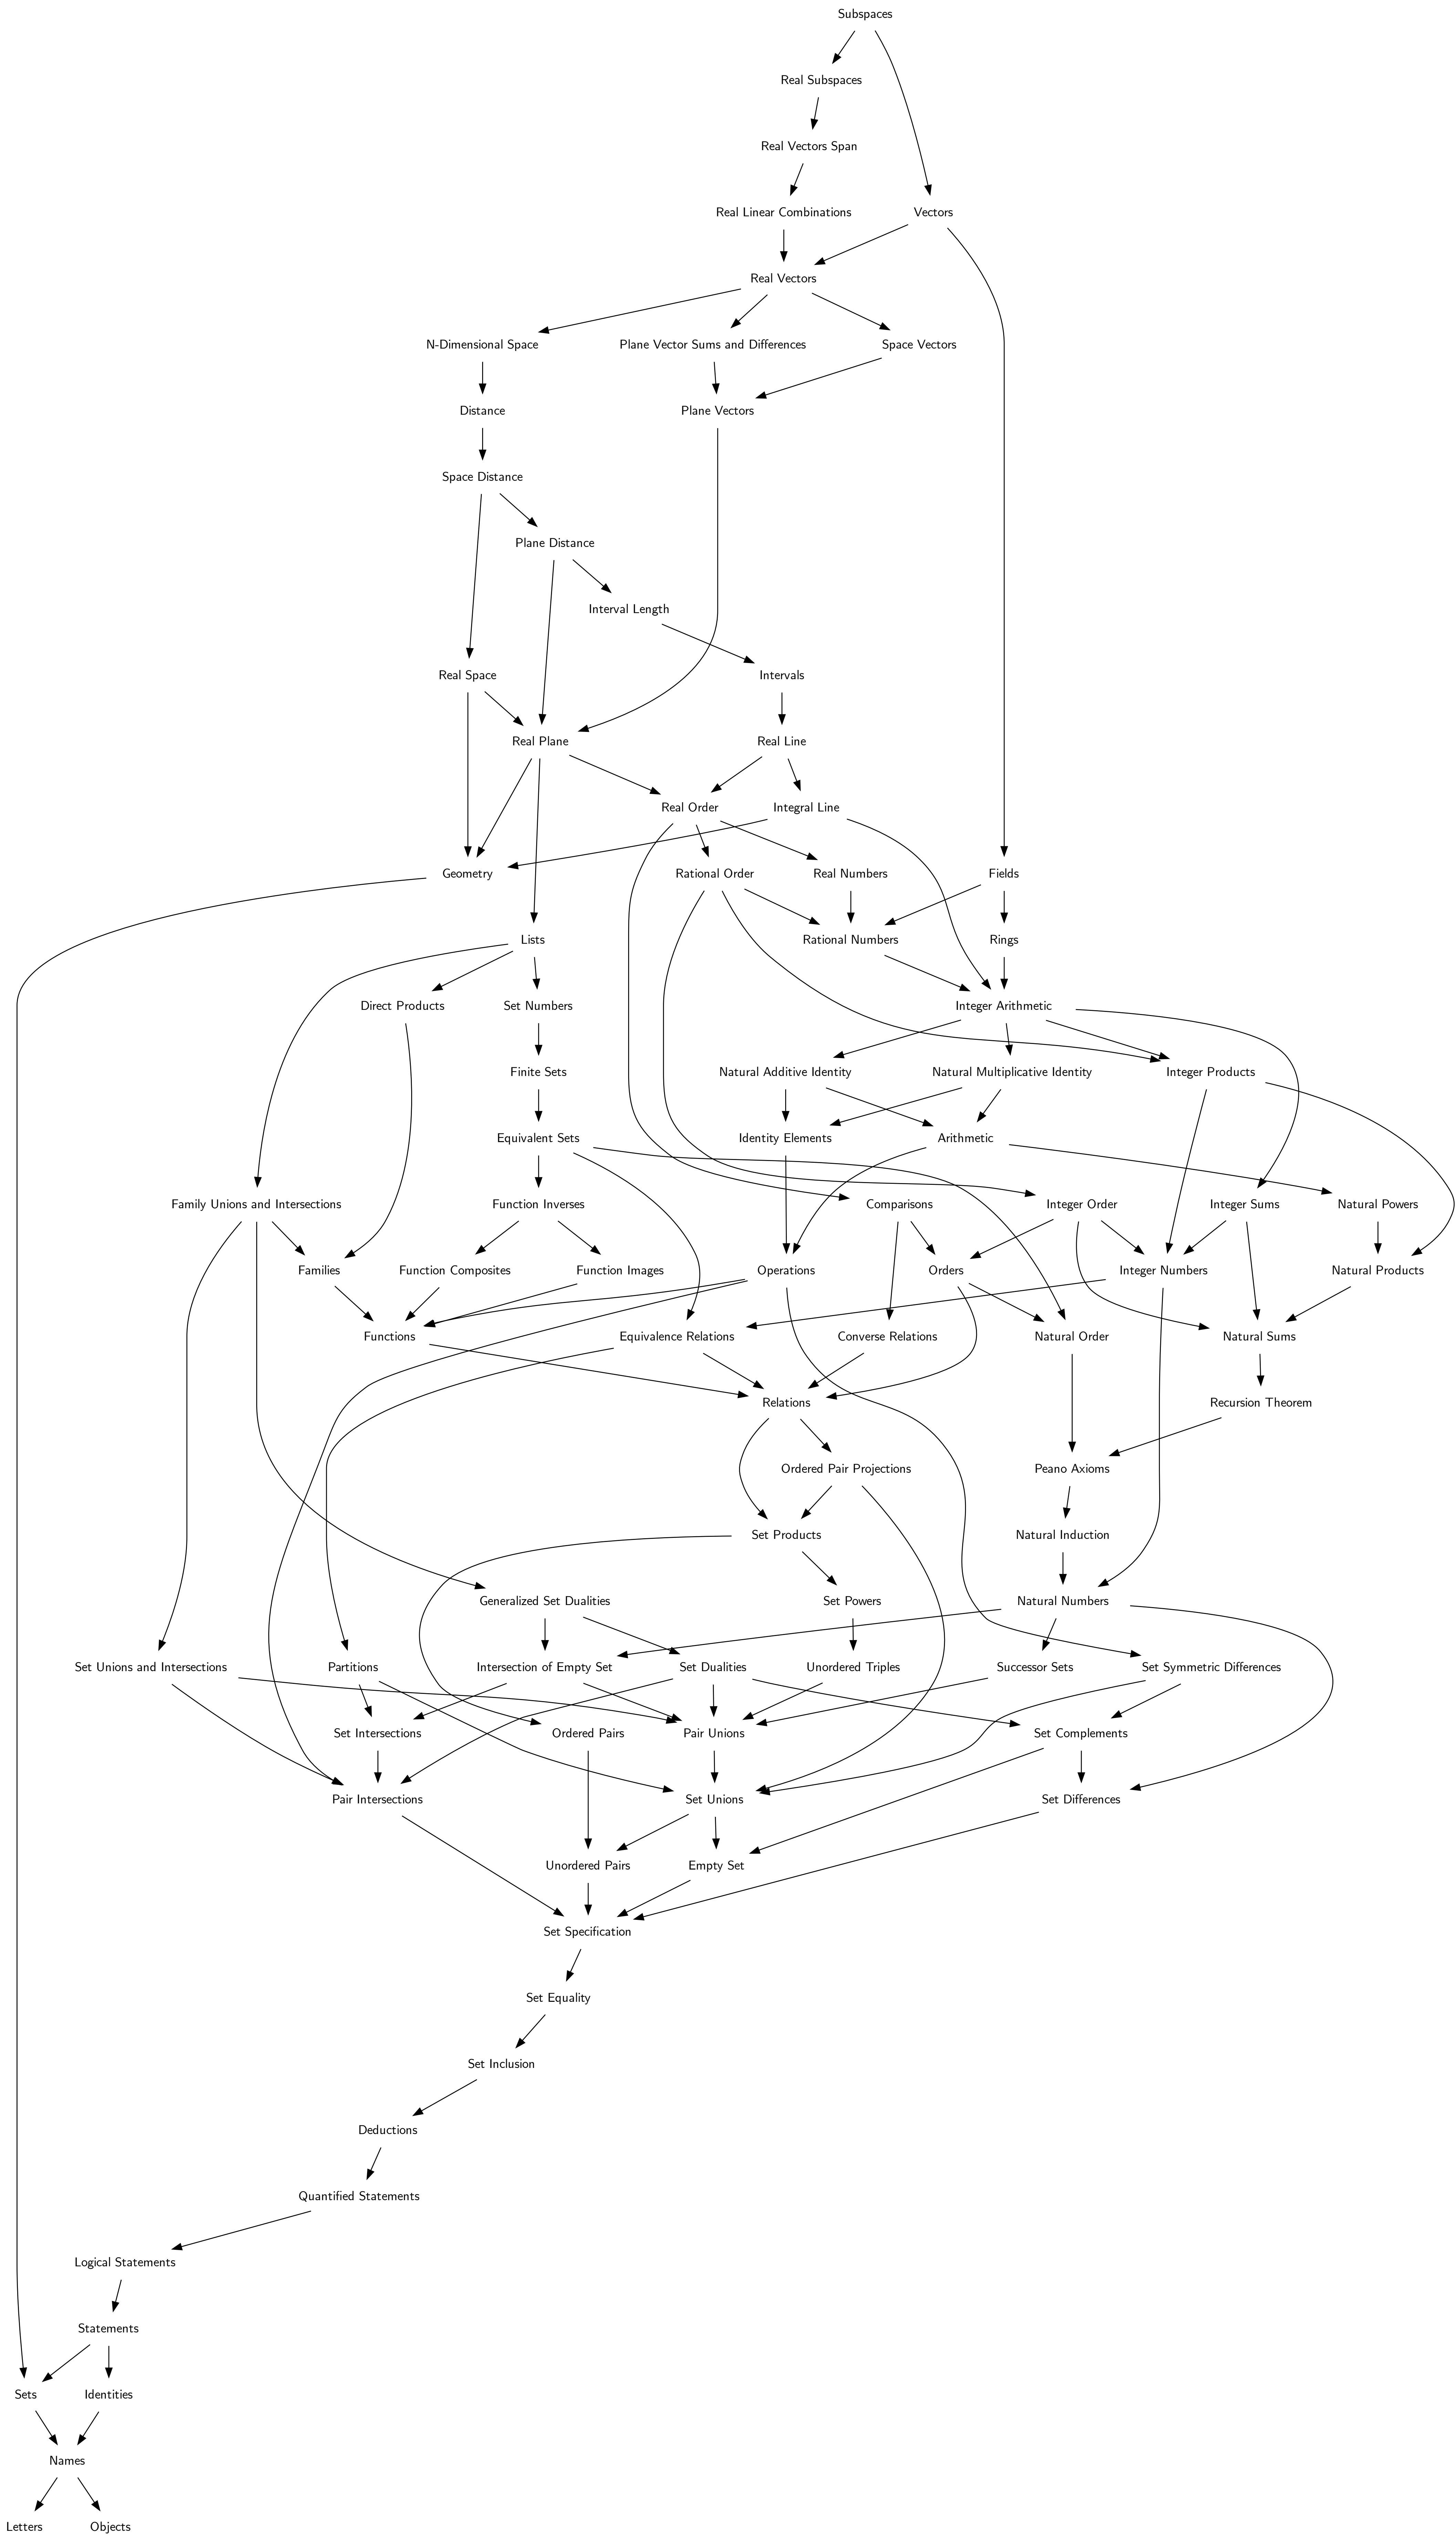 Subspaces
Real Subspaces
Real Vectors Span
Real Linear Combinations
Vectors
Real Vectors
N-Dimensional Space
Plane Vector Sums and Differences
Space Vectors
Distance
Plane Vectors
Space Distance
Plane Distance
Interval Length
Real Space
Intervals
Real Plane
Real Line
Real Order
Integral Line
Geometry
Rational Order
Real Numbers
Fields
Lists
Rational Numbers
Rings
Direct Products
Set Numbers
Integer Arithmetic
Finite Sets
Natural Additive Identity
Natural Multiplicative Identity
Integer Products
Equivalent Sets
Identity Elements
Arithmetic
Family Unions and Intersections
Function Inverses
Comparisons
Integer Order
Integer Sums
Natural Powers
Families
Function Composites
Function Images
Operations
Orders
Integer Numbers
Natural Products
Functions
Equivalence Relations
Converse Relations
Natural Order
Natural Sums
Relations
Recursion Theorem
Ordered Pair Projections
Peano Axioms
Set Products
Natural Induction
Generalized Set Dualities
Set Powers
Natural Numbers
Set Unions and Intersections
Partitions
Intersection of Empty Set
Set Dualities
Unordered Triples
Successor Sets
Set Symmetric Differences
Set Intersections
Ordered Pairs
Pair Unions
Set Complements
Pair Intersections
Set Unions
Set Differences
Unordered Pairs
Empty Set
Set Specification
Set Equality
Set Inclusion
Deductions
Quantified Statements
Logical Statements
Statements
Sets
Identities
Names
Letters
Objects